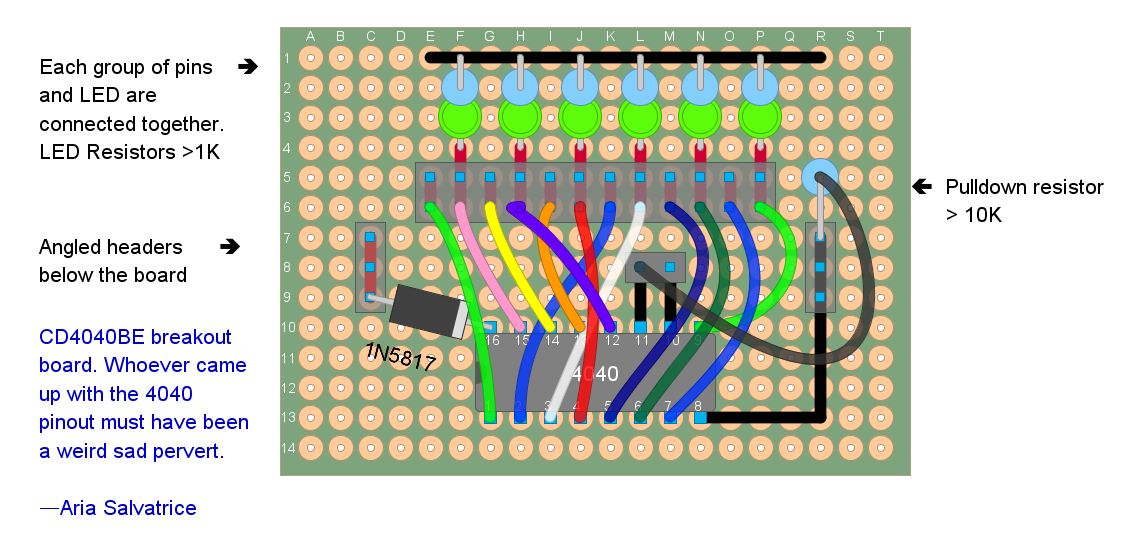 A B C D E F G H I J K L M N O P Q R S T
1
2
3
4
5
6
7
8
9
10
11
12
13
14
Each group of pins ➔
and LED are
connected together.
LED Resistors >1K
Pulldown resistor
> 10K
Angled headers ➔
below the board
CD4040BE breakout
board. Whoever came
up with the 4040
pinout must have been
a weird sad pervert.
—Aria Salvatrice
1N5817
16 15 14 13 12 11 10 9
4040
1 2 3 4 5 6 7 8